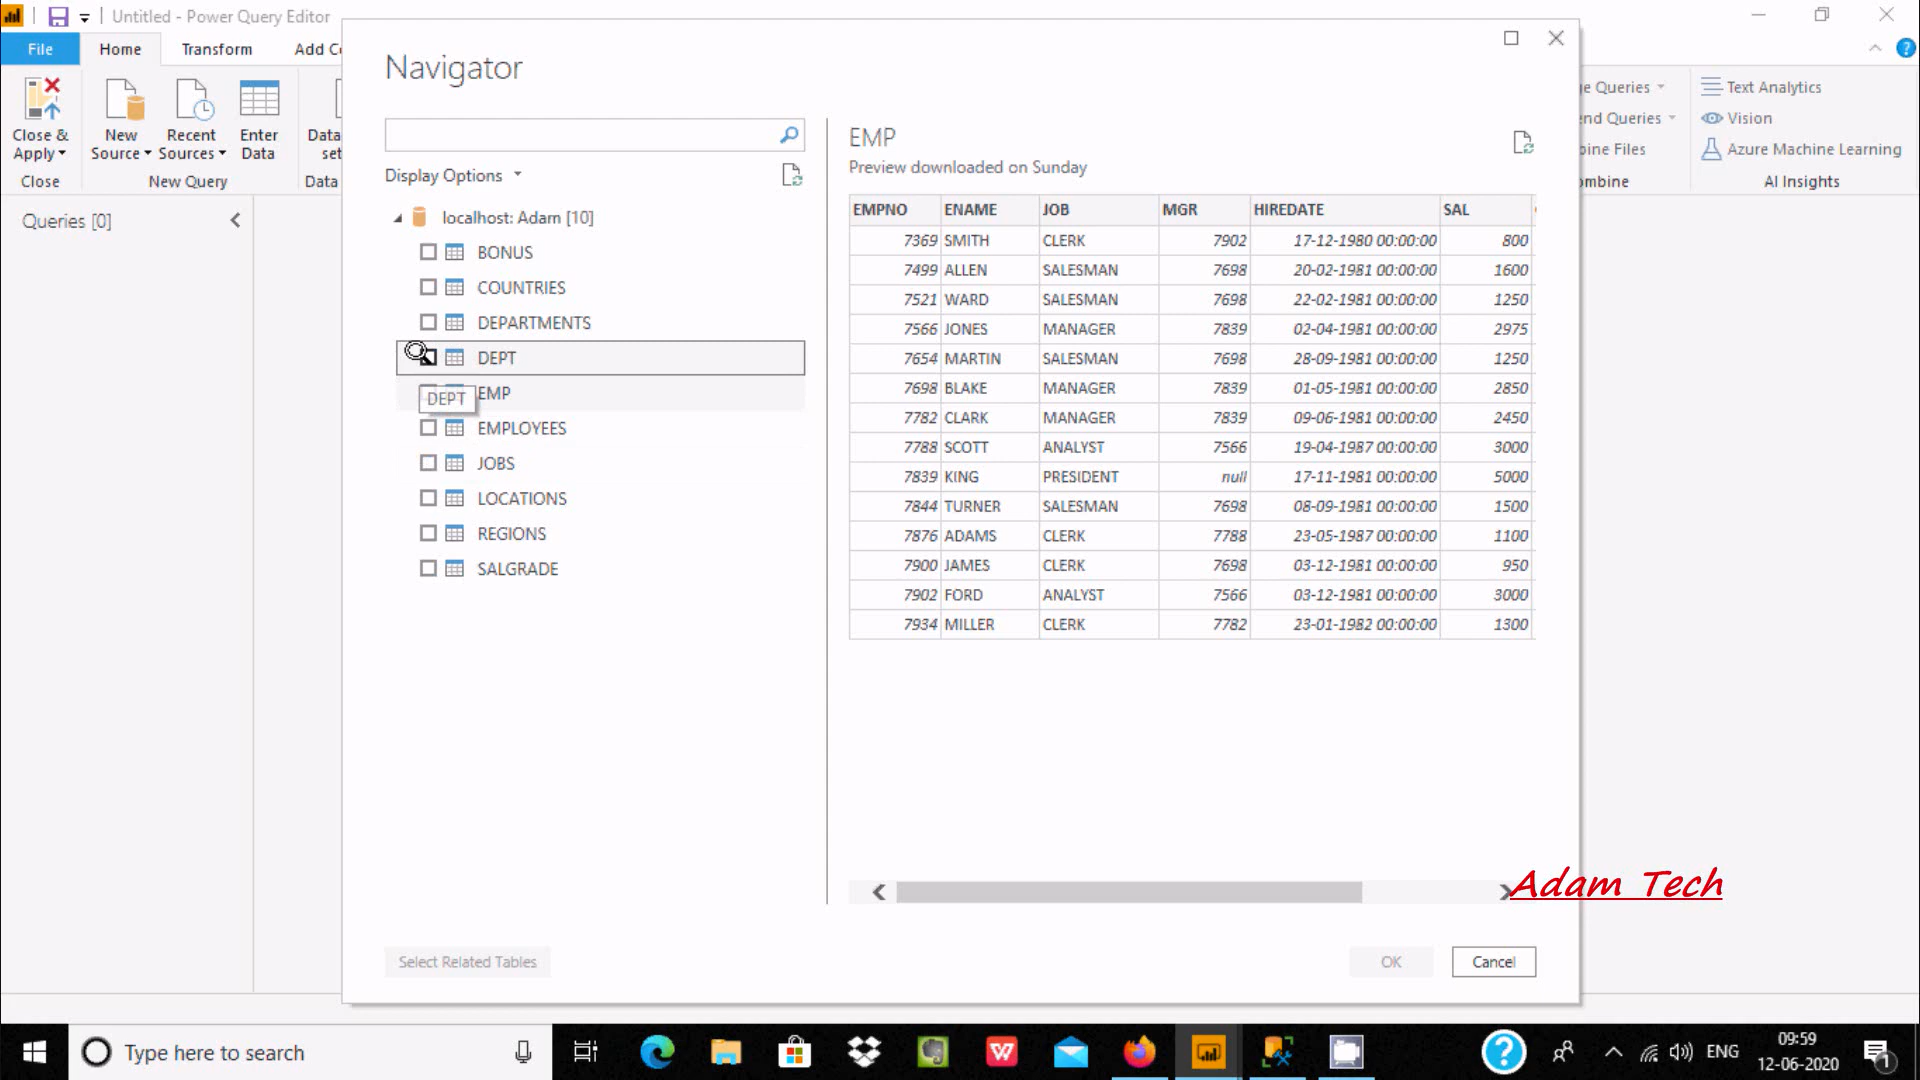 Untitled - Power Query Editor
File
Home
Transform
Add C
Close &
Apply
New
Source
Recent
Sources
Enter
Data
Data
set
Close
New Query
Data
e Queries
nd Queries
ine Files
mbine
Text Analytics
Vision
Azure Machine Learning
AI Insights
Queries [0]
Navigator
Display Options
localhost: Adam [10]
BONUS
COUNTRIES
DEPARTMENTS
DEPT
EMP
DEPT
EMPLOYEES
JOBS
LOCATIONS
REGIONS
SALGRADE
EMP
Preview downloaded on Sunday
EMPNO ENAME JOB MGR HIREDATE SAL
7369 SMITH CLERK 7902 17-12-1980 00:00:00 800
7499 ALLEN SALESMAN 7698 20-02-1981 00:00:00 1600
7521 WARD SALESMAN 7698 22-02-1981 00:00:00 1250
7566 JONES MANAGER 7839 02-04-1981 00:00:00 2975
7654 MARTIN SALESMAN 7698 28-09-1981 00:00:00 1250
7698 BLAKE MANAGER 7839 01-05-1981 00:00:00 2850
7782 CLARK MANAGER 7839 09-06-1981 00:00:00 2450
7788 SCOTT ANALYST 7566 19-04-1987 00:00:00 3000
7839 KING PRESIDENT null 17-11-1981 00:00:00 5000
7844 TURNER SALESMAN 7698 08-09-1981 00:00:00 1500
7876 ADAMS CLERK 7788 23-05-1987 00:00:00 1100
7900 JAMES CLERK 7698 03-12-1981 00:00:00 950
7902 FORD ANALYST 7566 03-12-1981 00:00:00 3000
7934 MILLER CLERK 7782 23-01-1982 00:00:00 1300
Adam Tech
Select Related Tables
OK
Cancel
Type here to search
ENG
09:59
12-06-2020
1